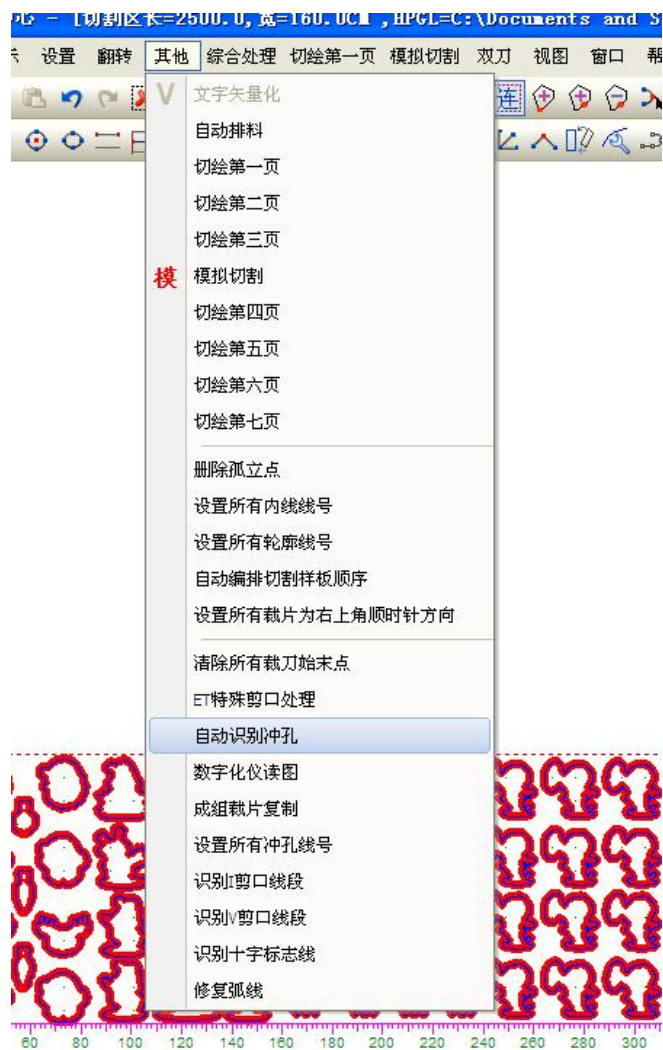 心 - [切割区长=2500.0,宽=160.0CM ,HPGL=C:\Documents and S
示 设置 翻转 其他 综合处理 切绘第一页 模拟切割 双刀 视图 窗口 帮
V 文字矢量化 连
自动排料
切绘第一页
切绘第二页
切绘第三页
模 模拟切割
切绘第四页
切绘第五页
切绘第六页
切绘第七页
删除孤立点
设置所有内线线号
设置所有轮廓线号
自动编排切割样板顺序
设置所有裁片为右上角顺时针方向
清除所有裁刀始末点
ET特殊剪口处理
自动识别冲孔
数字化仪读图
成组裁片复制
设置所有冲孔线号
识别I剪口线段
识别V剪口线段
识别十字标志线
修复弧线
60 80 100 120 140 160 180 200 220 240 260 280 300